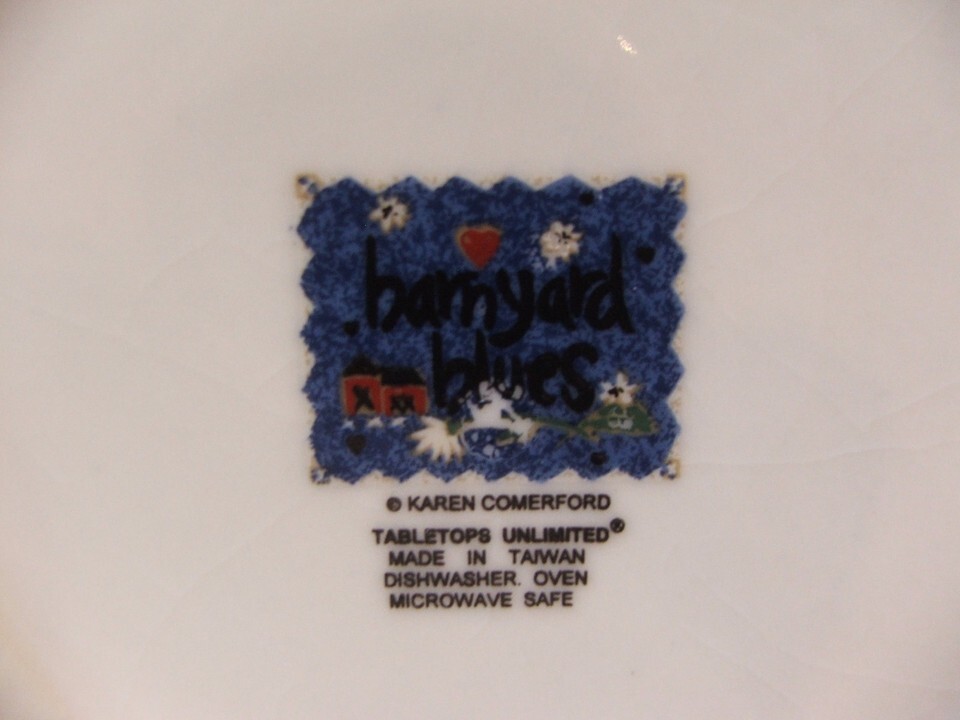 barnyard
blues
© KAREN COMERFORD
TABLETOPS UNLIMITED®
MADE IN TAIWAN
DISHWASHER. OVEN
MICROWAVE SAFE